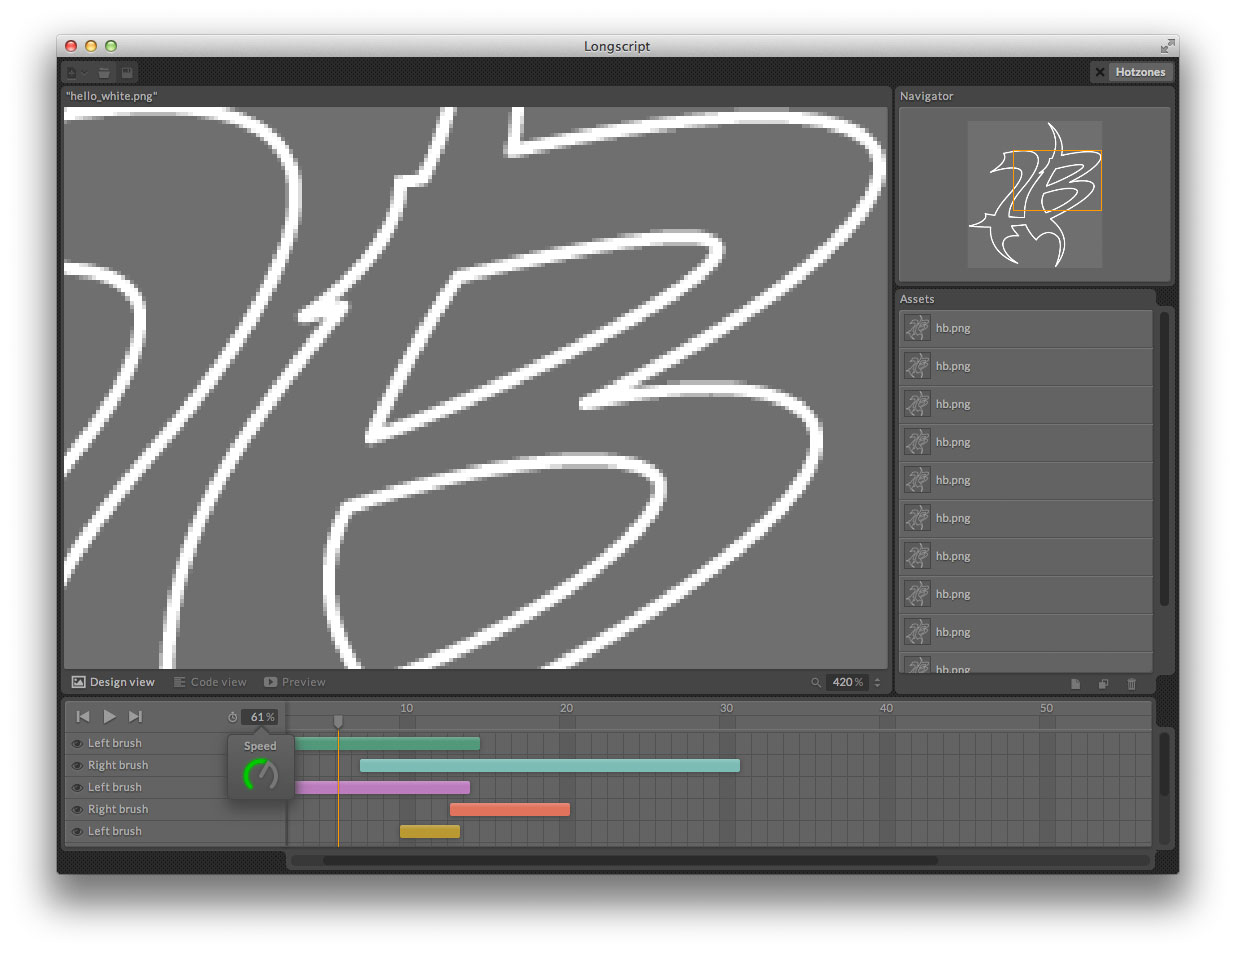 Longscript
Hotzones
"hello_white.png"
Navigator
Assets
hb.png
hb.png
hb.png
hb.png
hb.png
hb.png
hb.png
hb.png
hb.png
hb.png
Design view
Code view
Preview
420 %
61 %
10 20 30 40 50
Speed
Left brush
Right brush
Left brush
Right brush
Left brush